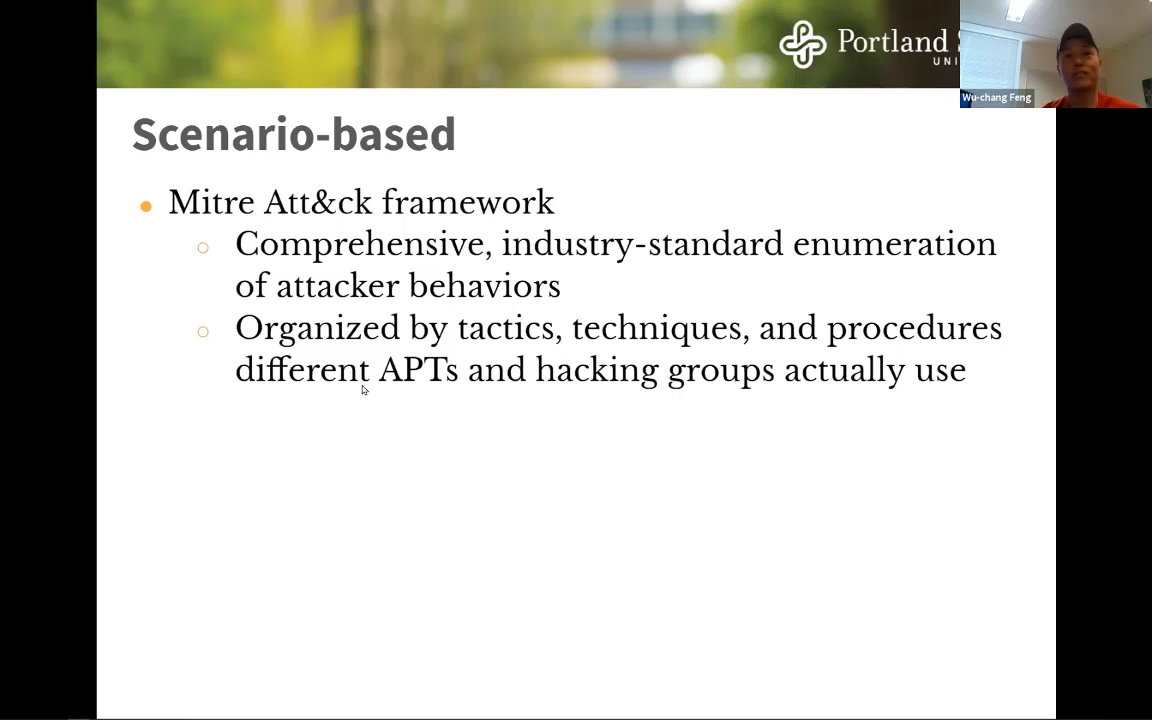 Portland
UNI
Wu-chang Feng
Scenario-based
Mitre Att&ck framework
Comprehensive, industry-standard enumeration
of attacker behaviors
Organized by tactics, techniques, and procedures
different APTs and hacking groups actually use